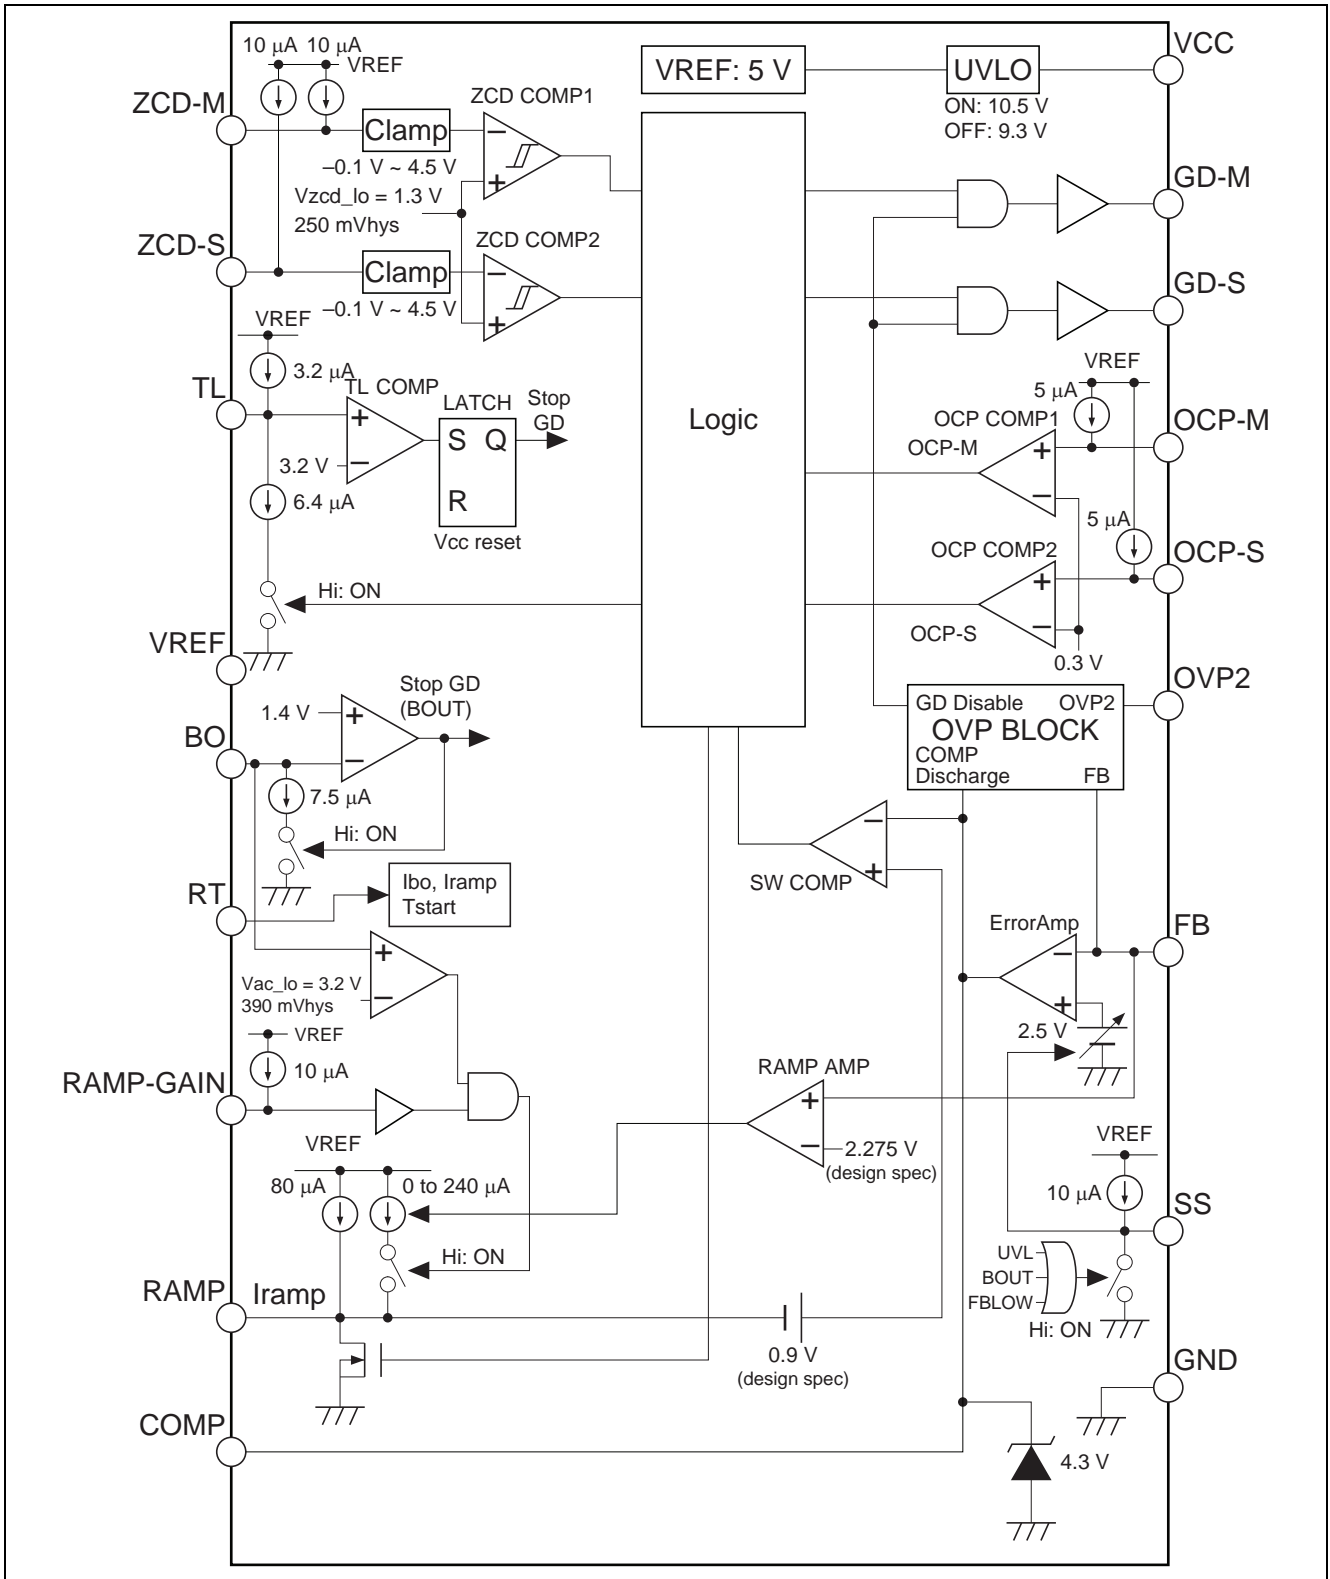 10 μA 10 μA
VREF
ZCD-M
Clamp
–0.1 V ~ 4.5 V
ZCD COMP1
−
+
Vzcd_lo = 1.3 V
250 mVhys
ZCD-S
Clamp
–0.1 V ~ 4.5 V
ZCD COMP2
−
+
VREF: 5 V
UVLO
ON: 10.5 V
OFF: 9.3 V
VCC
Logic
GD-M
GD-S
VREF
3.2 μA
TL
TL COMP
+
−
3.2 V
6.4 μA
LATCH
S Q
R
Vcc reset
Stop
GD
Hi: ON
VREF
5 μA
OCP COMP1
OCP-M
+
−
OCP-M
5 μA
OCP COMP2
+
−
OCP-S
0.3 V
OCP-S
VREF
1.4 V
+
−
Stop GD
(BOUT)
BO
7.5 μA
Hi: ON
OVP2
GD Disable OVP2
OVP BLOCK
COMP
Discharge FB
−
+
SW COMP
RT
Ibo, Iramp
Tstart
+
−
Vac_lo = 3.2 V
390 mVhys
ErrorAmp
−
+
2.5 V
FB
VREF
10 μA
RAMP-GAIN
RAMP AMP
+
−
2.275 V
(design spec)
VREF
80 μA
0 to 240 μA
Hi: ON
RAMP
Iramp
0.9 V
(design spec)
VREF
10 μA
SS
UVL
BOUT
FBLOW
Hi: ON
GND
COMP
4.3 V